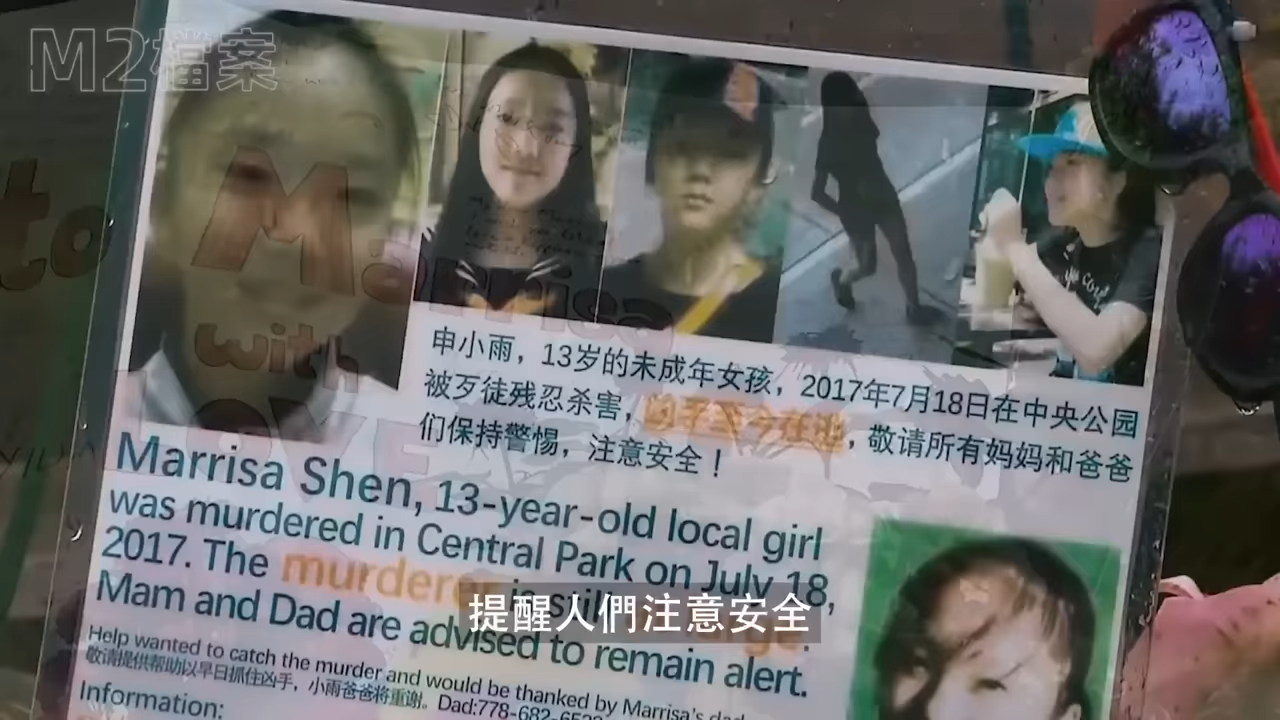 M2檔案
to
Marrisa
with
LOVE
申小雨，13岁的未成年女孩，2017年7月18日在中央公园
被歹徒残忍杀害，凶手至今在逃，敬请所有妈妈和爸爸
们保持警惕，注意安全！
Marrisa Shen, 13-year-old local girl
was murdered in Central Park on July 18,
2017. The murderer is still
Mam and Dad are advised to remain alert.
提醒人們注意安全
Help wanted to catch the murder and would be thanked by Marrisa's dad
敬请提供帮助以早日抓住凶手，小雨爸爸将重谢。Dad:778-682-
Information: